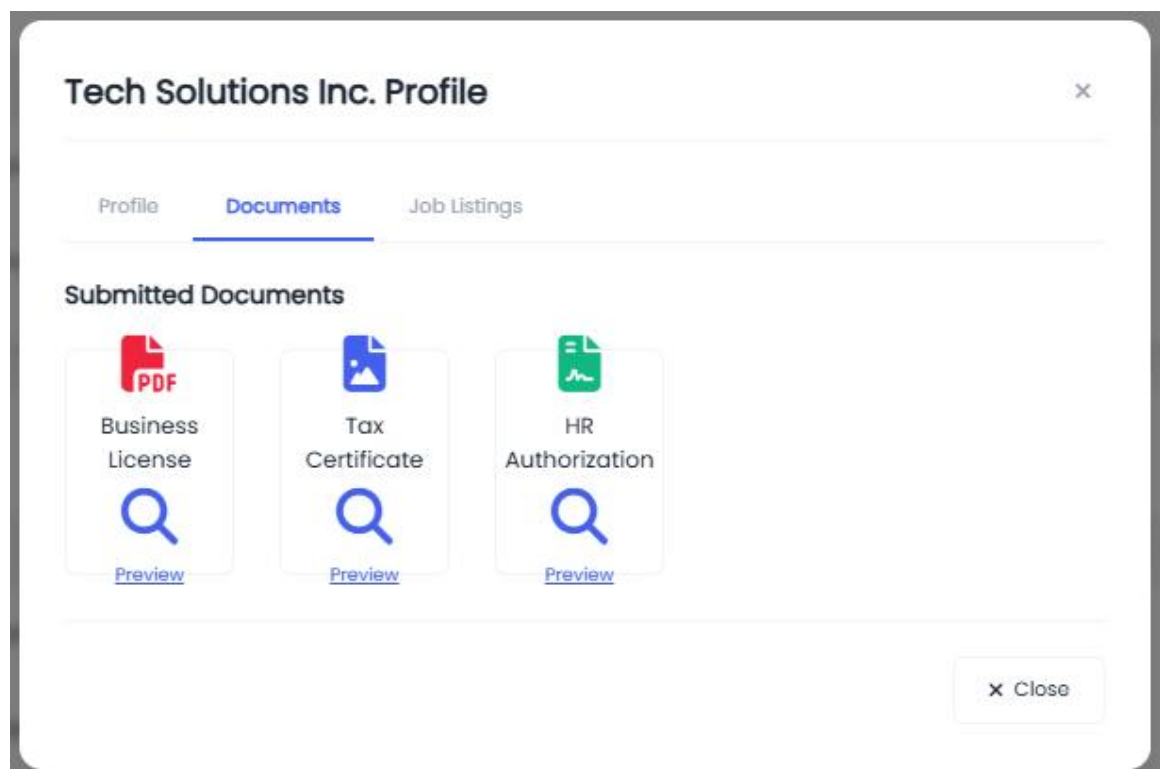 Tech Solutions Inc. Profile
×
Profile Documents Job Listings
Submitted Documents
PDF
Business
License
Preview
Tax
Certificate
Preview
HR
Authorization
Preview
× Close